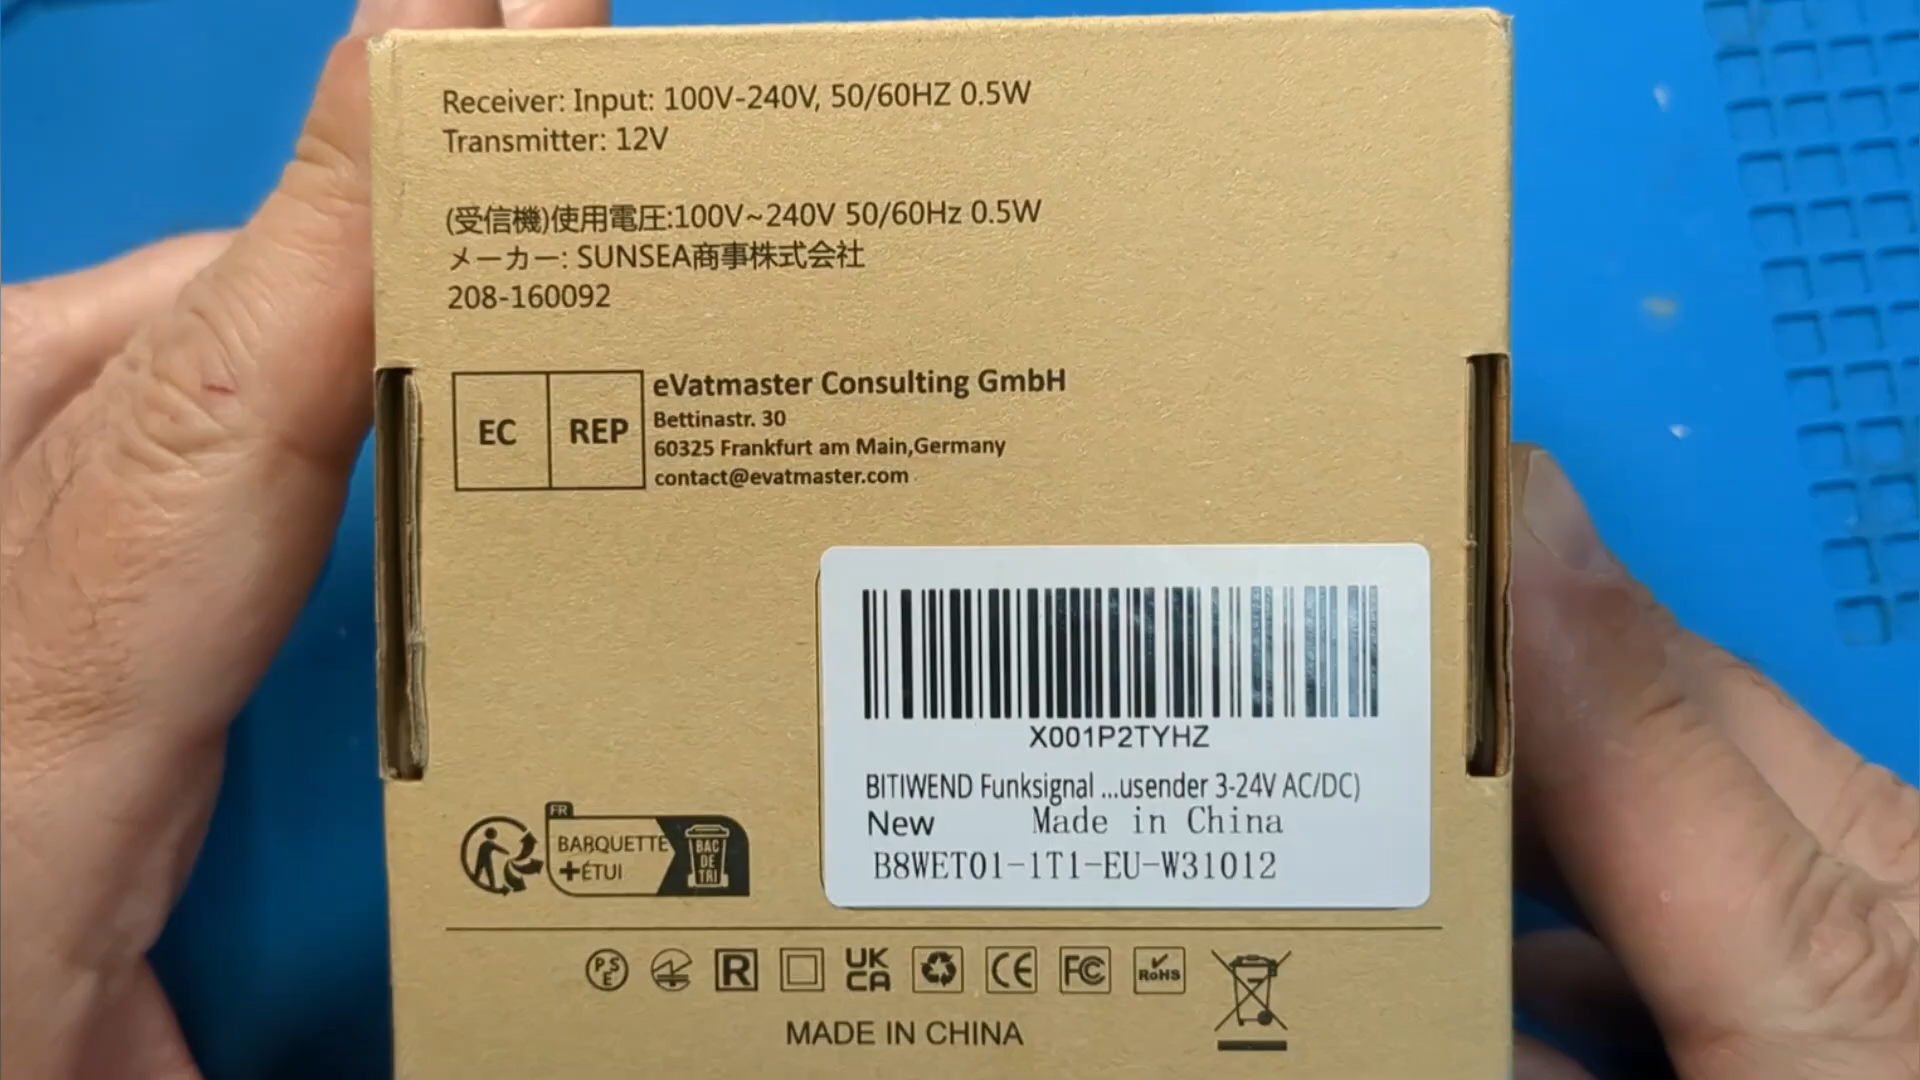 Receiver: Input: 100V-240V, 50/60HZ 0.5W
Transmitter: 12V
(受信機)使用電圧:100V~240V 50/60Hz 0.5W
メーカー: SUNSEA商事株式会社
208-160092
EC REP
eVatmaster Consulting GmbH
Bettinastr. 30
60325 Frankfurt am Main,Germany
contact@evatmaster.com
X001P2TYHZ
BITIWEND Funksignal ...usender 3-24V AC/DC)
New Made in China
B8WET01-1T1-EU-W31012
FR
BARQUETTE
+ÉTUI
BAC
DE
TRI
PSE R UK CA CE FC RoHS
MADE IN CHINA